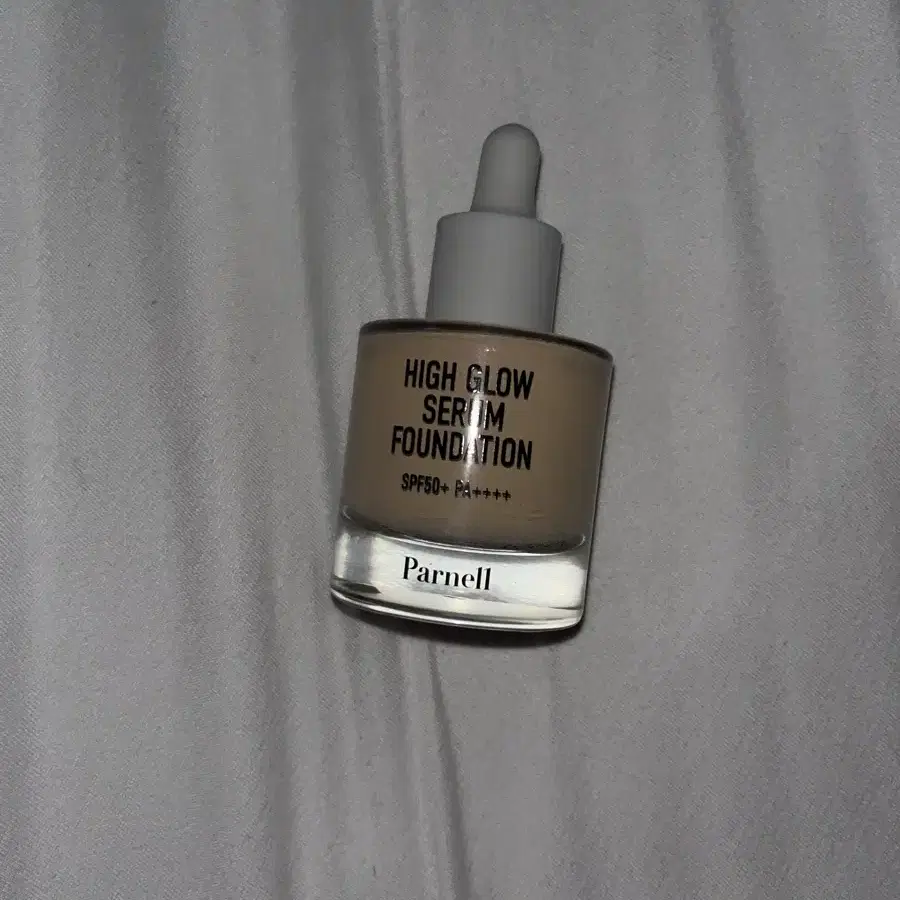 HIGH GLOW
SERUM
FOUNDATION
SPF50+ PA++++
Parnell